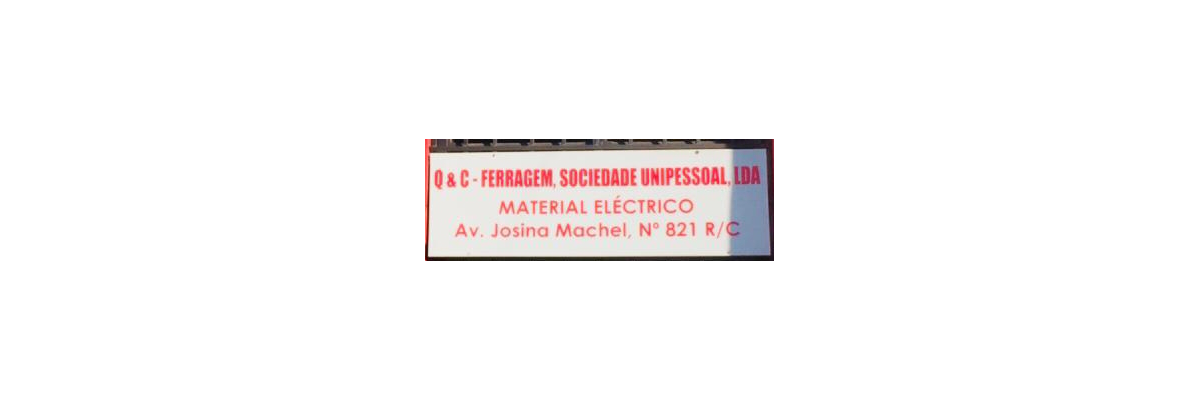 Q & C - FERRAGEM, SOCIEDADE UNIPESSOAL, LDA
MATERIAL ELÉCTRICO
Av. Josina Machel, Nº 821 R/C